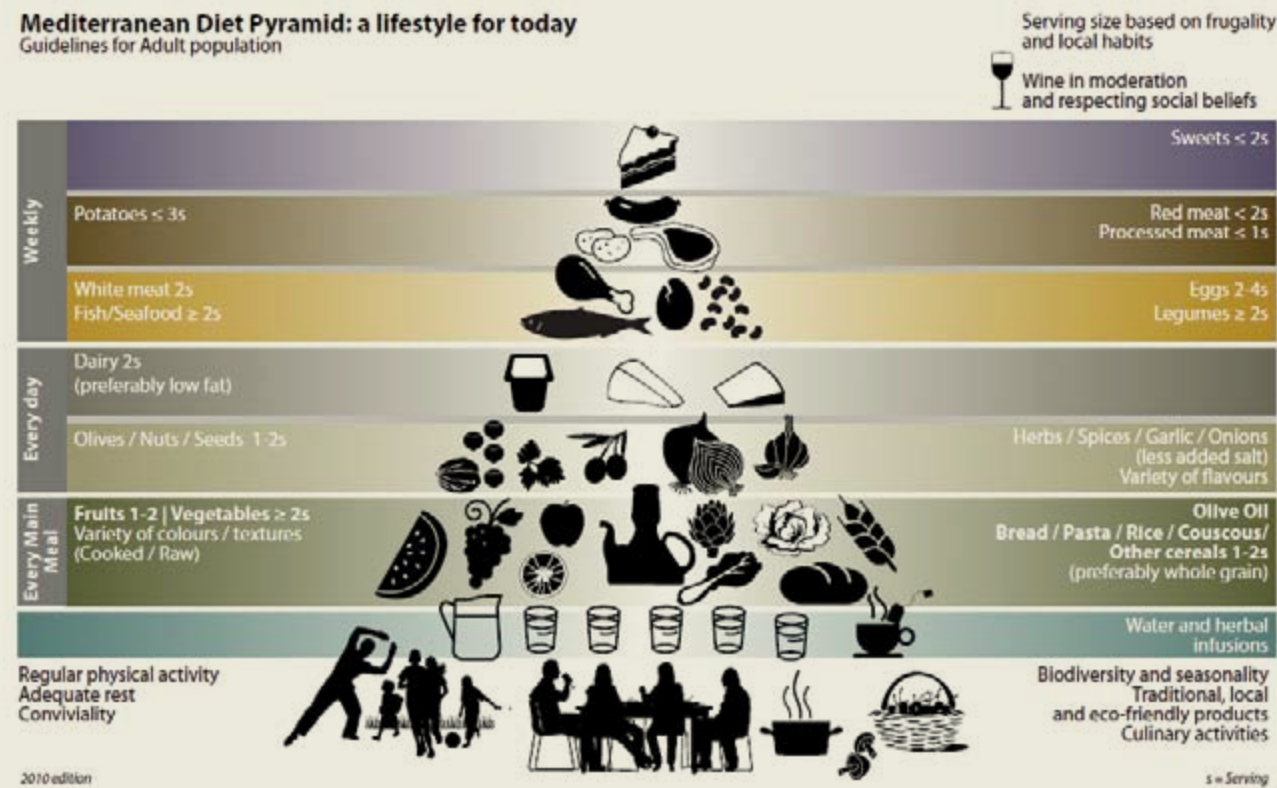 Mediterranean Diet Pyramid: a lifestyle for today
Guidelines for Adult population
Serving size based on frugality
and local habits
Wine in moderation
and respecting social beliefs
Weekly
Sweets ≤ 2s
Potatoes ≤ 3s
Red meat < 2s
Processed meat ≤ 1s
White meat 2s
Fish/Seafood ≥ 2s
Eggs 2-4s
Legumes ≥ 2s
Every day
Dairy 2s
(preferably low fat)
Olives / Nuts / Seeds 1-2s
Herbs / Spices / Garlic / Onions
(less added salt)
Variety of flavours
Every Main
Meal
Fruits 1-2 | Vegetables ≥ 2s
Variety of colours / textures
(Cooked / Raw)
Olive Oil
Bread / Pasta / Rice / Couscous/
Other cereals 1-2s
(preferably whole grain)
Water and herbal
infusions
Regular physical activity
Adequate rest
Conviviality
Biodiversity and seasonality
Traditional, local
and eco-friendly products
Culinary activities
2010 edition
s = Serving